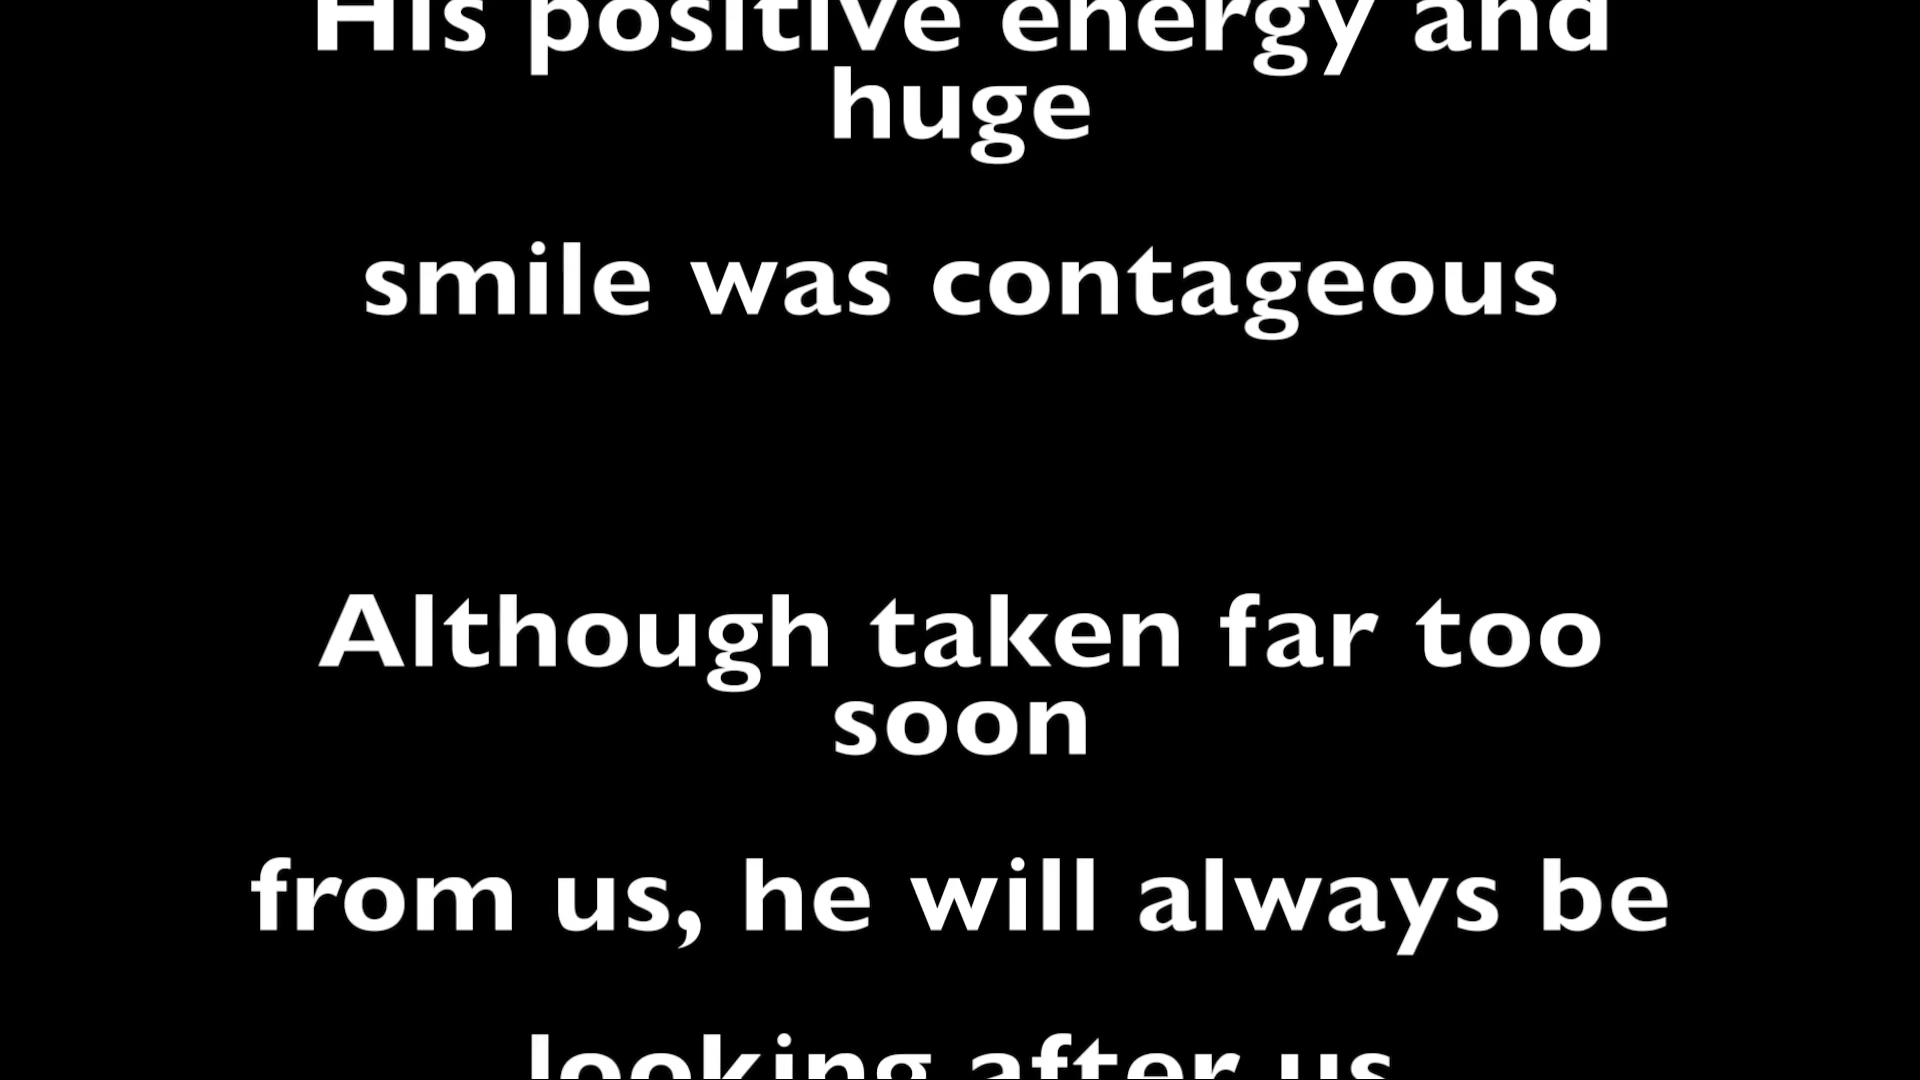 His positive energy and
huge
smile was contageous
Although taken far too
soon
from us, he will always be
looking after us